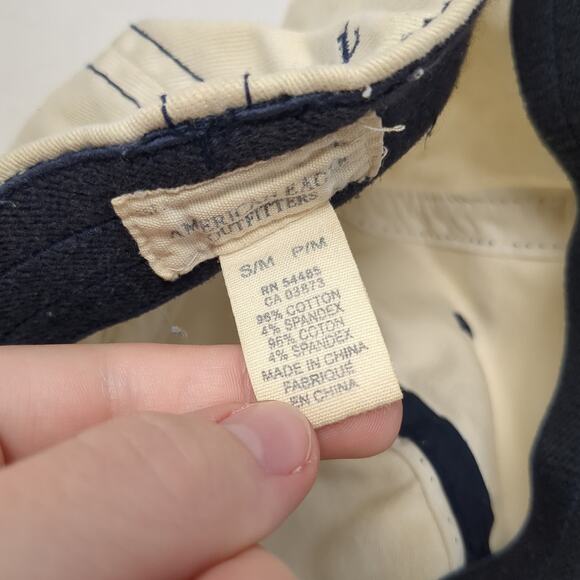 AMERICAN EAGLE
OUTFITTERS
S/M P/M
RN 54485
CA 03873
96% COTTON
4% SPANDEX
96% COTON
4% SPANDEX
MADE IN CHINA
FABRIQUÉ
EN CHINA